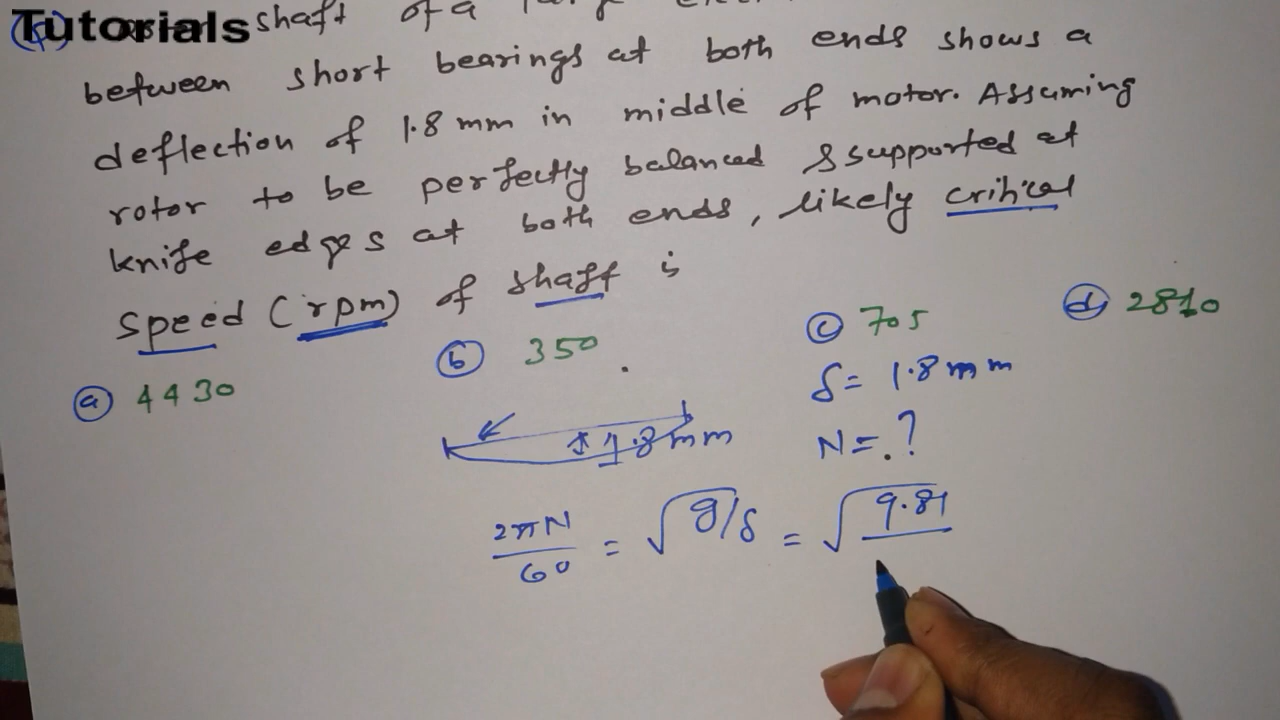 Tutorials shaft of a
between short bearings at both ends shows a
deflection of 1.8 mm in middle of motor. Assuming
rotor to be perfectly balanced & supported at
knife edges at both ends, likely critical
speed (rpm) of shaft is
(a) 4430 (b) 350 (c) 705 (d) 2810
δ = 1.8 mm
1.8 mm
N = ?
2πN/60 = √g/δ = √9.81